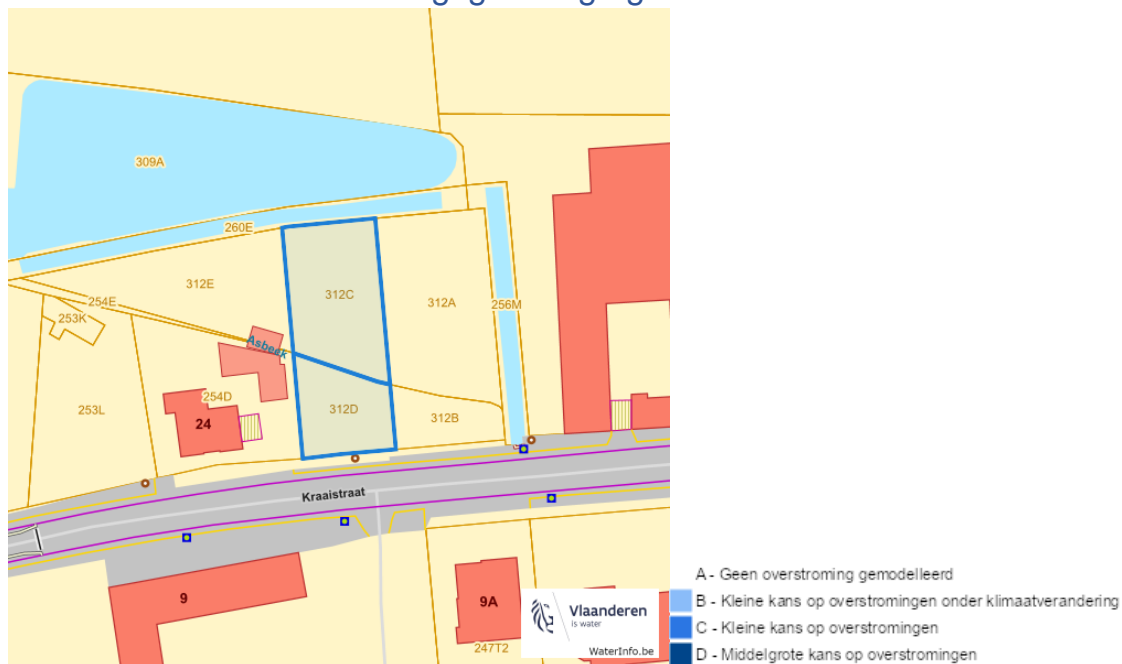 309A
260E
312E
312C
312A
256M
254E
253K
Asbeek
253L
254D
24
312D
312B
Kraaistraat
9
9A
247T2
Vlaanderen
is water
WaterInfo.be
A - Geen overstroming gemodelleerd
B - Kleine kans op overstromingen onder klimaatverandering
C - Kleine kans op overstromingen
D - Middelgrote kans op overstromingen